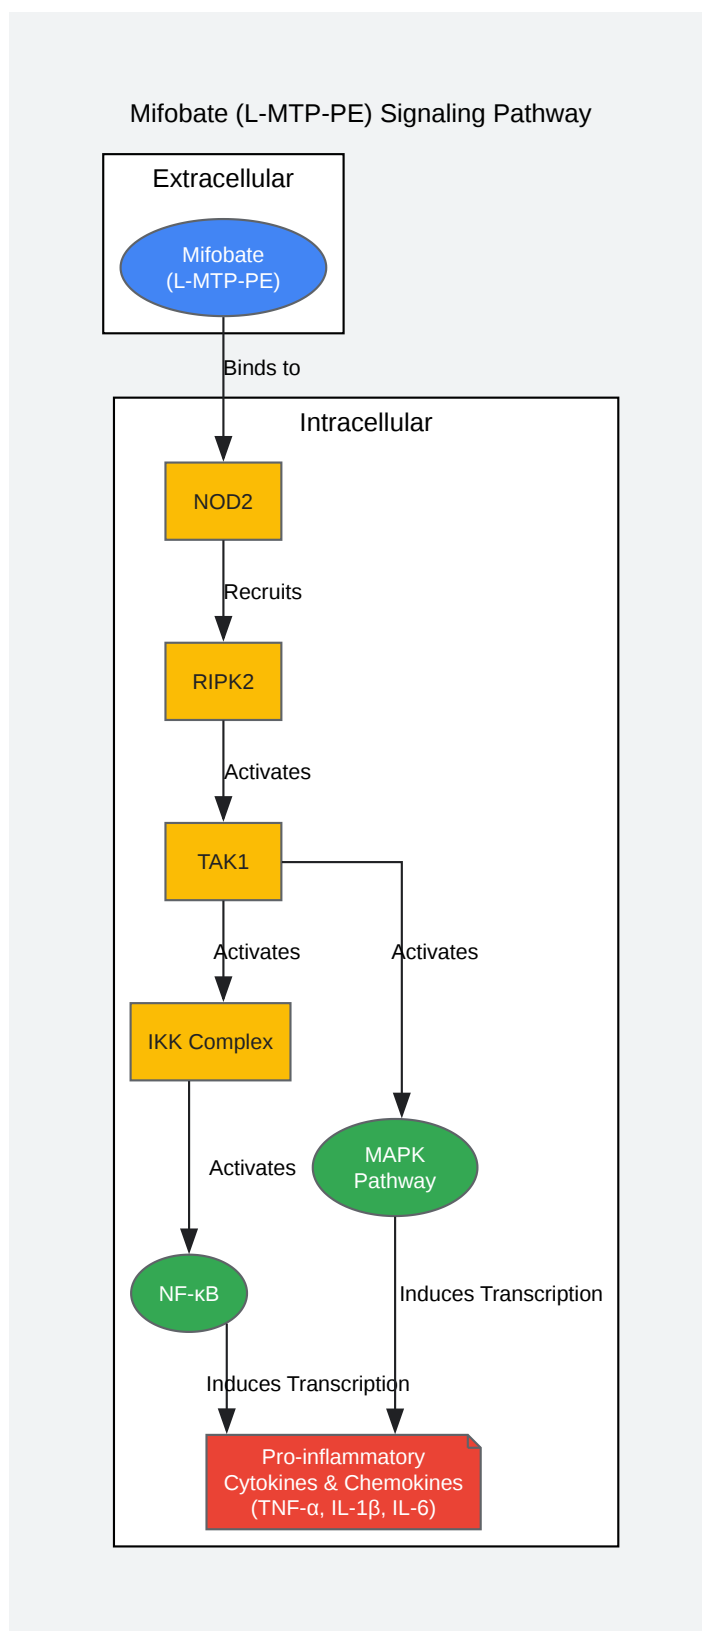 Mifobate (L-MTP-PE) Signaling Pathway
Extracellular
Mifobate
(L-MTP-PE)
Binds to
Intracellular
NOD2
Recruits
RIPK2
Activates
TAK1
Activates
Activates
IKK Complex
MAPK
Pathway
Activates
NF-κB
Induces Transcription
Induces Transcription
Pro-inflammatory
Cytokines & Chemokines
(TNF-α, IL-1β, IL-6)